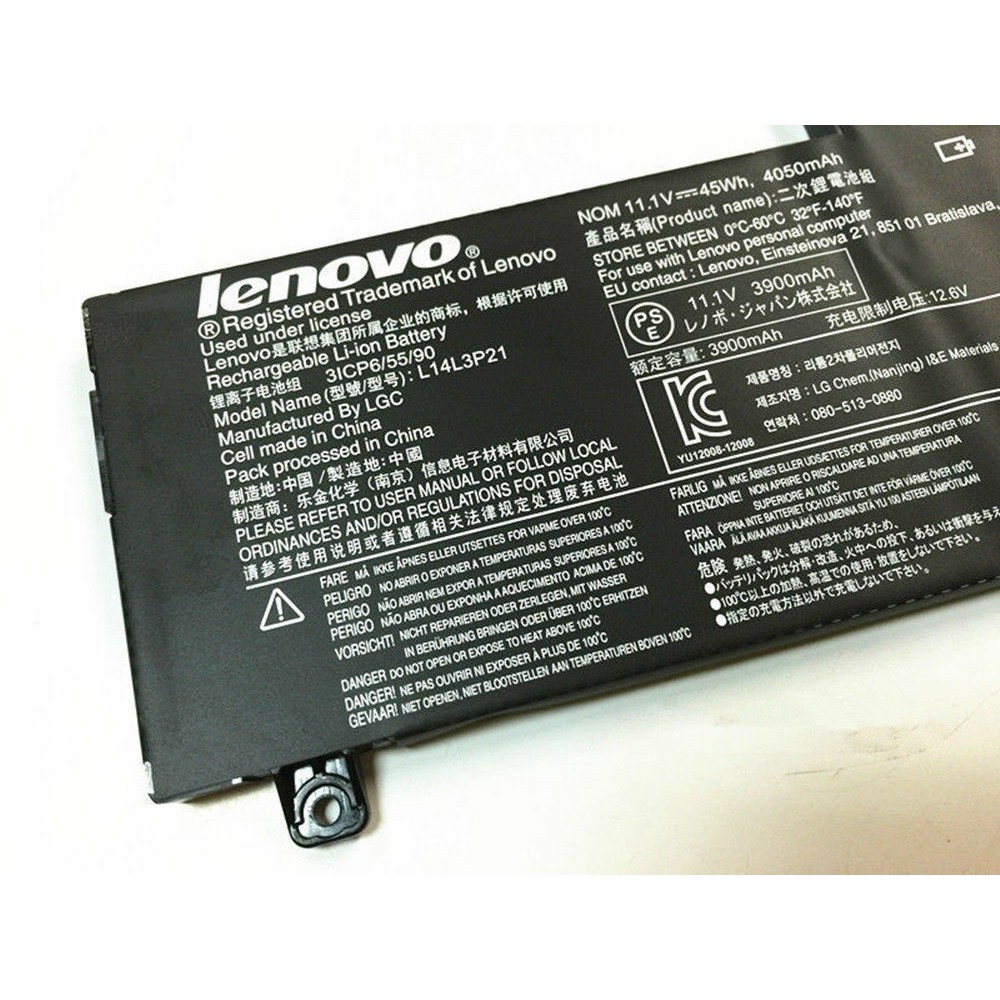 lenovo®
®Registered Trademark of Lenovo
Used under license
Lenovo是联想集团所属企业的商标，根据许可使用
Rechargeable Li-ion Battery
锂离子电池组 3ICP6/55/90
Model Name (型號/型号): L14L3P21
Manufactured By LGC
Cell made in China
Pack processed in China
制造地:中国 / 製造地:中國
制造商: 乐金化学（南京）信息电子材料有限公司
PLEASE REFER TO USER MANUAL OR FOLLOW LOCAL
ORDINANCES AND/OR REGULATIONS FOR DISPOSAL
请参考使用说明或者遵循相关法律规定处理废弃电池
FARE MÅ IKKE ÅPNES ELLER UTSETTES FOR VARME OVER 100°C
PELIGRO NO ABRIR O EXPONER A TEMPERATURAS SUPERIORES A 100°C
PERIGO NÃO ABRIR NEM EXPOR A TEMPERATURAS SUPERIORES A 100°C
PERIGO NÃO ABRA OU EXPONHA A AQUECIMENTO ACIMA DE 100°C
VORSICHT! NICHT REPARIEREN ODER ZERLEGEN, MIT WASSER
IN BERÜHRUNG BRINGEN ODER ÜBER 100°C ERHITZEN
DANGER DO NOT OPEN OR EXPOSE TO HEAT ABOVE 100°C
DANGER! NE PAS OUVRIR NI EXPOSER À PLUS DE 100°C
GEVAAR! NIET OPENEN, NIET BLOOTSTELLEN AAN TEMPERATUREN BOVEN 100°C
NOM 11.1V⎓45Wh, 4050mAh
產品名稱(Product name):二次鋰電池組
STORE BETWEEN 0°C-60°C 32°F-140°F
For use with Lenovo personal computer
EU contact : Lenovo, Einsteinova 21, 851 01 Bratislava,
PSE 11.1V 3900mAh
レノボ・ジャパン株式会社
额定容量: 3900mAh 充电限制电压: 12.6V
제품명칭 : 리튬2차폴리머전지
제조자명 : LG Chem.(Nanjing) I&E Materials
연락처 : 080-513-0880
YU12008-12008
FARLIG MÅ IKKE ÅBNES ELLER UDSÆTTES FOR TEMPERATURER OVER 100°C
ATTENZIONE! NON APRIRE O RISCALDARE AD UNA TEMPERATURA
SUPERIORE AI 100°C
FARA ÖPPNA INTE BATTERIET OCH UTSÄTT DET INTE FÖR VÄRME ÖVER 100°C
VAARA ÄLÄ AVAA AKKUA ÄLÄKÄ KUUMENNA SITÄ YLI 100 ASTEEN LÄMPÖTILAAN
危険 発熱、発火、破裂の恐れがあるため、
●バッテリパックは分解・改造、火中への投下、あるいは衝撃を与え
●100°C以上の加熱、高温での使用・放置をしないで下さい。
●指定の充電方法以外で充電しないで下さい。